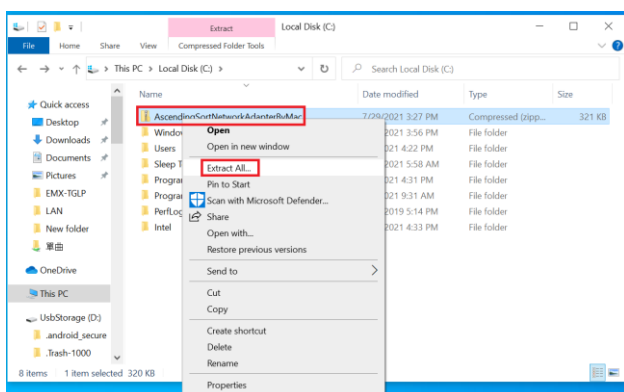 Extract
Local Disk (C:)
File Home Share View Compressed Folder Tools
This PC > Local Disk (C:) >
Search Local Disk (C:)
Name Date modified Type Size
Quick access
Desktop
Downloads
Documents
Pictures
EMX-TGLP
LAN
New folder
單曲
OneDrive
This PC
UsbStorage (D:)
.android_secure
.Trash-1000
AscendingSortNetworkAdapterByMac 7/29/2021 3:27 PM Compressed (zipp... 321 KB
Window 2021 3:56 PM File folder
Users 021 4:22 PM File folder
Sleep T 2021 5:58 AM File folder
Program 021 4:31 PM File folder
Program 021 9:31 AM File folder
PerfLog 2019 5:14 PM File folder
Intel 021 4:33 PM File folder
Open
Open in new window
Extract All...
Pin to Start
Scan with Microsoft Defender...
Share
Open with...
Restore previous versions
Send to
Cut
Copy
Create shortcut
Delete
Rename
Properties
8 items 1 item selected 320 KB